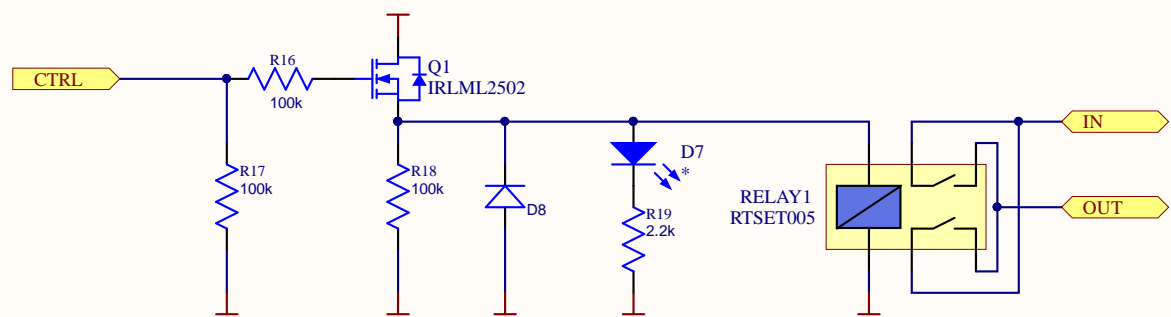 CTRL
R16
100k
Q1
IRLML2502
R17
100k
R18
100k
D8
D7
*
R19
2.2k
RELAY1
RTSET005
IN
OUT